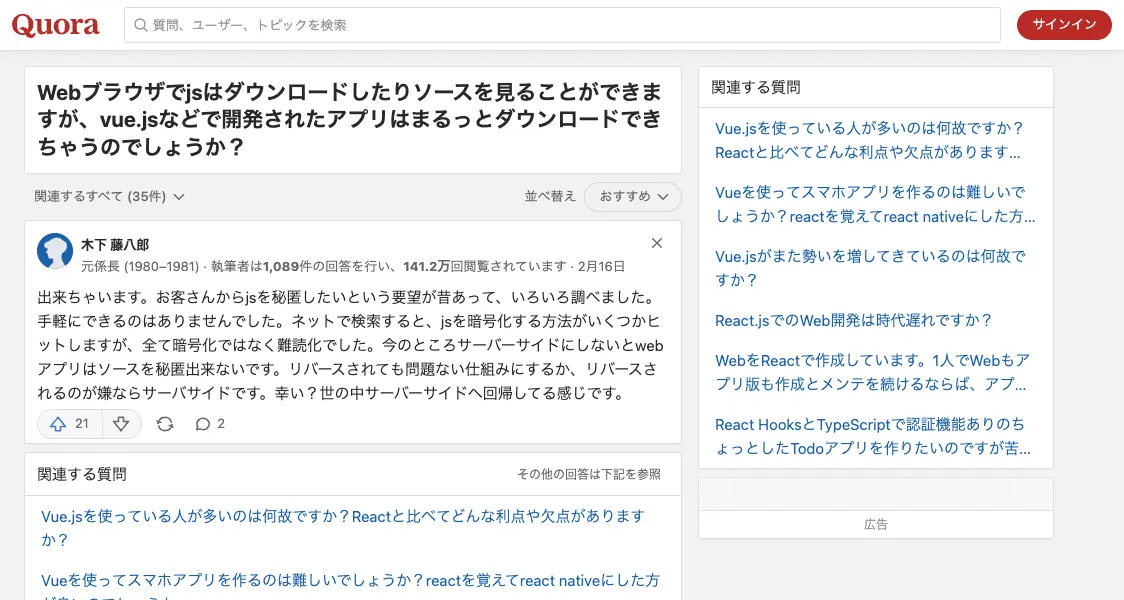 Quora
質問、ユーザー、トピックを検索
サインイン
Webブラウザでjsはダウンロードしたりソースを見ることができま
すが、vue.jsなどで開発されたアプリはまるっとダウンロードでき
ちゃうのでしょうか？
関連するすべて (35件)
並べ替え
おすすめ
木下 藤八郎
元係長 (1980–1981) · 執筆者は1,089件の回答を行い、141.2万回閲覧されています · 2月16日
出来ちゃいます。お客さんからjsを秘匿したいという要望が昔あって、いろいろ調べました。
手軽にできるのはありませんでした。ネットで検索すると、jsを暗号化する方法がいくつかヒ
ットしますが、全て暗号化ではなく難読化でした。今のところサーバーサイドにしないとweb
アプリはソースを秘匿出来ないです。リバースされても問題ない仕組みにするか、リバースさ
れるのが嫌ならサーバサイドです。幸い？世の中サーバーサイドへ回帰してる感じです。
21
2
関連する質問
その他の回答は下記を参照
Vue.jsを使っている人が多いのは何故ですか？Reactと比べてどんな利点や欠点があります
か？
Vueを使ってスマホアプリを作るのは難しいでしょうか？reactを覚えてreact nativeにした方
関連する質問
Vue.jsを使っている人が多いのは何故ですか？
Reactと比べてどんな利点や欠点があります...
Vueを使ってスマホアプリを作るのは難しいで
しょうか？reactを覚えてreact nativeにした方...
Vue.jsがまた勢いを増してきているのは何故で
すか？
React.jsでのWeb開発は時代遅れですか？
WebをReactで作成しています。1人でWebもア
プリ版も作成とメンテを続けるならば、アプ...
React HooksとTypeScriptで認証機能ありのち
ょっとしたTodoアプリを作りたいのですが苦...
広告